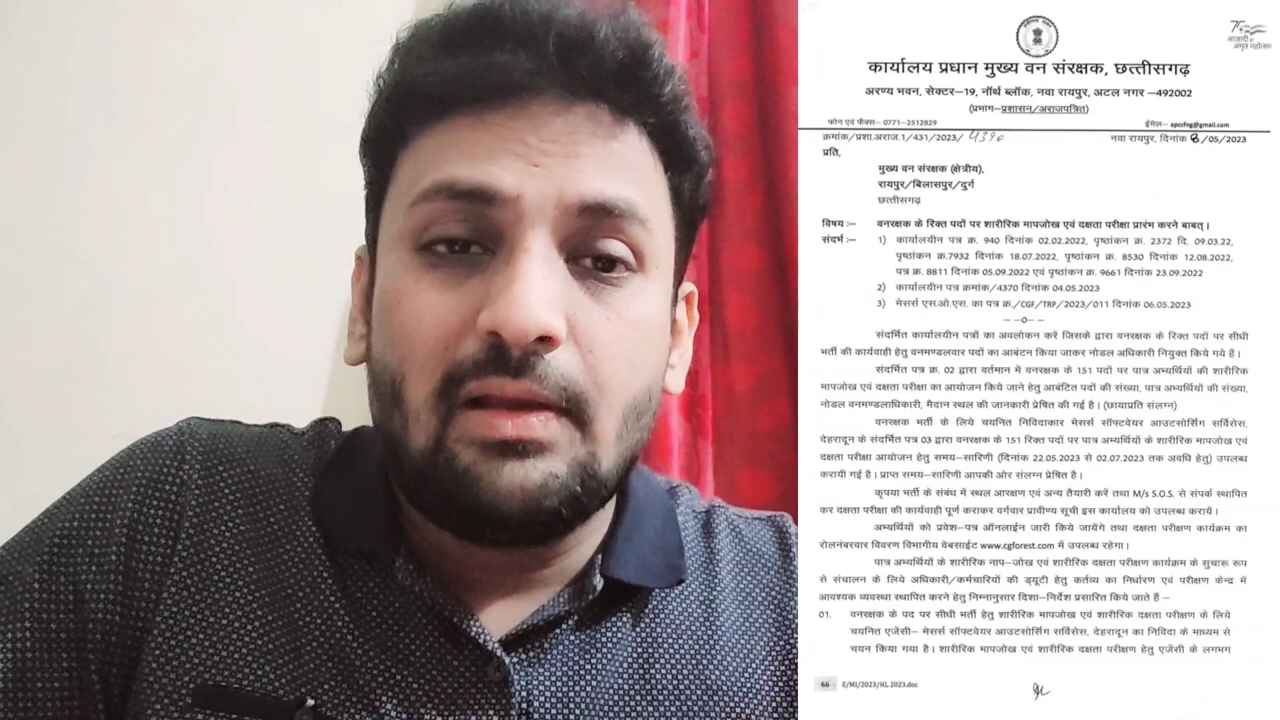 75
आज़ादी का
अमृत महोत्सव
कार्यालय प्रधान मुख्य वन संरक्षक, छत्तीसगढ़
अरण्य भवन, सेक्टर–19, नॉर्थ ब्लॉक, नवा रायपुर, अटल नगर –492002
(प्रभाग–प्रशासन/अराजपत्रित)
फोन एवं फैक्स– 0771–2512829 ईमेल– apccfng@gmail.com
क्रमांक/प्रशा.अराज.1/431/2023/ नवा रायपुर, दिनांक 8/05/2023
प्रति,
मुख्य वन संरक्षक (क्षेत्रीय),
रायपुर/बिलासपुर/दुर्ग
छत्तीसगढ़
विषय :– वनरक्षक के रिक्त पदों पर शारीरिक मापजोख एवं दक्षता परीक्षा प्रारंभ करने बाबत्।
संदर्भ :– 1) कार्यालयीन पत्र क्र. 940 दिनांक 02.02.2022, पृष्ठांकन क्र. 2372 दि. 09.03.22,
पृष्ठांकन क्र.7932 दिनांक 18.07.2022, पृष्ठांकन क्र. 8530 दिनांक 12.08.2022,
पत्र क्र. 8811 दिनांक 05.09.2022 एवं पृष्ठांकन क्र. 9661 दिनांक 23.09.2022
2) कार्यालयीन पत्र क्रमांक/4370 दिनांक 04.05.2023
3) मेसर्स एस.ओ.एस. का पत्र क्र./CGF/TRP/2023/011 दिनांक 06.05.2023
–– 0 ––
संदर्भित कार्यालयीन पत्रों का अवलोकन करें जिसके द्वारा वनरक्षक के रिक्त पदों पर सीधी
भर्ती की कार्यवाही हेतु वनमण्डलवार पदों का आबंटन किया जाकर नोडल अधिकारी नियुक्त किये गये हैं।
संदर्भित पत्र क्र. 02 द्वारा वर्तमान में वनरक्षक के 151 पदों पर पात्र अभ्यर्थियों की शारीरिक
मापजोख एवं दक्षता परीक्षा का आयोजन किये जाने हेतु आबंटित पदों की संख्या, पात्र अभ्यर्थियों की संख्या,
नोडल वनमण्डलाधिकारी, मैदान स्थल की जानकारी प्रेषित की गई है। (छायाप्रति संलग्न)
वनरक्षक भर्ती के लिये चयनित निविदाकार मेसर्स सॉफ्टवेयर आउटसोर्सिंग सर्विसेस,
देहरादून के संदर्भित पत्र 03 द्वारा वनरक्षक के 151 रिक्त पदों पर पात्र अभ्यर्थियों के शारीरिक मापजोख एवं
दक्षता परीक्षा आयोजन हेतु समय–सारिणी (दिनांक 22.05.2023 से 02.07.2023 तक अवधि हेतु) उपलब्ध
करायी गई है। प्राप्त समय–सारिणी आपकी ओर संलग्न प्रेषित है।
कृपया भर्ती के संबंध में स्थल आरक्षण एवं अन्य तैयारी करें तथा M/s S.O.S. से संपर्क स्थापित
कर दक्षता परीक्षा की कार्यवाही पूर्ण कराकर वर्गवार प्रावीण्य सूची इस कार्यालय को उपलब्ध करायें।
अभ्यर्थियों को प्रवेश–पत्र ऑनलाईन जारी किये जायेंगे तथा दक्षता परीक्षण कार्यक्रम का
रोलनंबरवार विवरण विभागीय वेबसाईट www.cgforest.com में उपलब्ध रहेगा।
पात्र अभ्यर्थियों के शारीरिक नाप–जोख एवं शारीरिक दक्षता परीक्षण कार्यक्रम के सुचारू रूप
से संचालन के लिये अधिकारी/कर्मचारियों की ड्यूटी हेतु कर्तव्य का निर्धारण एवं परीक्षण केन्द्र में
आवश्यक व्यवस्था स्थापित करने हेतु निम्नानुसार दिशा–निर्देश प्रसारित किये जाते हैं –
01. वनरक्षक के पद पर सीधी भर्ती हेतु शारीरिक मापजोख एवं शारीरिक दक्षता परीक्षण के लिये
चयनित एजेंसी– मेसर्स सॉफ्टवेयर आउटसोर्सिंग सर्विसेस, देहरादून का निविदा के माध्यम से
चयन किया गया है। शारीरिक मापजोख एवं शारीरिक दक्षता परीक्षण हेतु एजेंसी के लगभग
66 E/MI/2023/HL 2023.doc